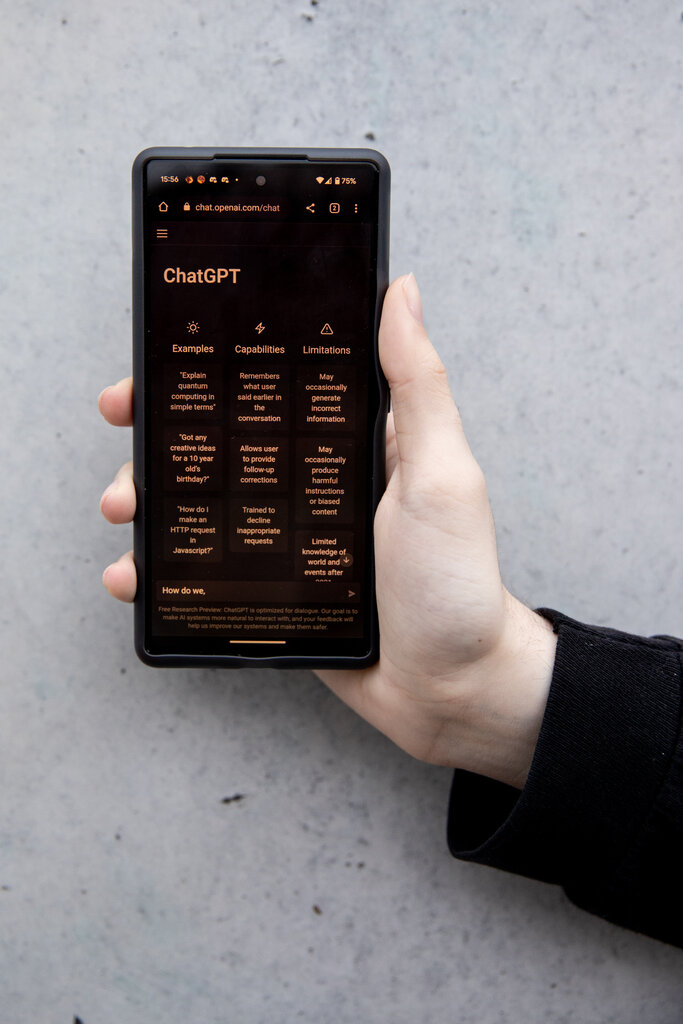 15:56
75%
chat.openai.com/chat
2
ChatGPT
Examples
Capabilities
Limitations
"Explain
quantum
computing in
simple terms"
Remembers
what user
said earlier in
the
conversation
May
occasionally
generate
incorrect
information
"Got any
creative ideas
for a 10 year
old's
birthday?"
Allows user
to provide
follow-up
corrections
May
occasionally
produce
harmful
instructions
or biased
content
"How do I
make an
HTTP request
in
Javascript?"
Trained to
decline
inappropriate
requests
Limited
knowledge of
world and
events after
2021
How do we,
Free Research Preview: ChatGPT is optimized for dialogue. Our goal is to
make AI systems more natural to interact with, and your feedback will
help us improve our systems and make them safer.